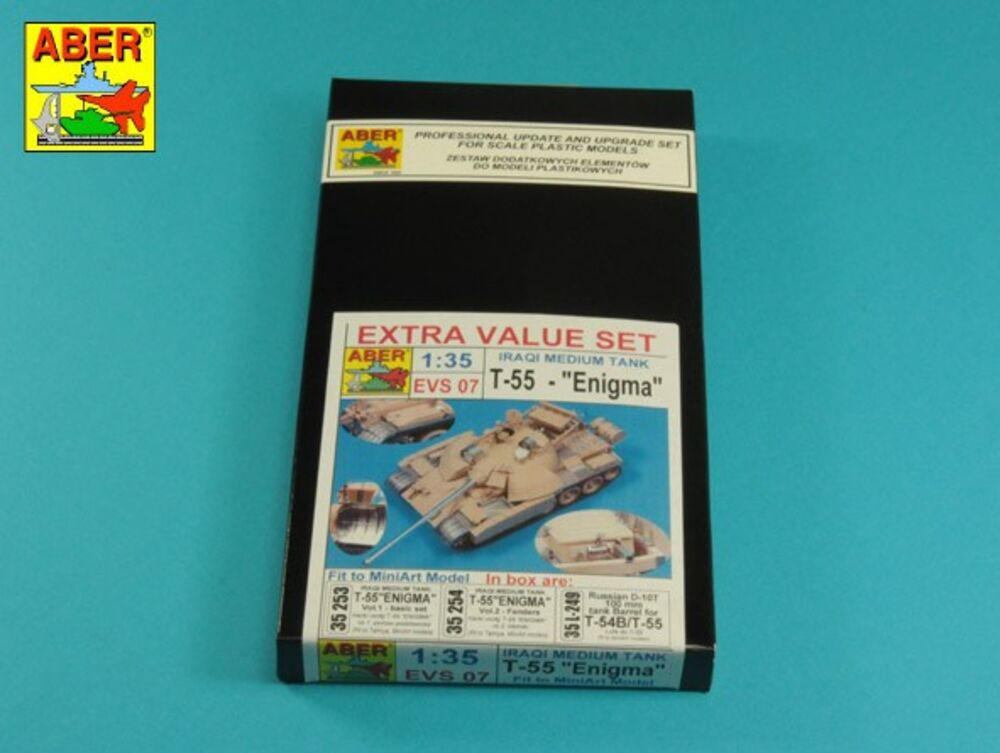 ABER®
ABER
PROFESSIONAL UPDATE AND UPGRADE SET
FOR SCALE PLASTIC MODELS
ZESTAW DODATKOWYCH ELEMENTÓW
DO MODELI PLASTIKOWYCH
EXTRA VALUE SET
ABER
1:35
EVS 07
IRAQI MEDIUM TANK
T-55 - "Enigma"
Fit to MiniArt Model
In box are:
35 253
IRAQI MEDIUM TANK
T-55"ENIGMA"
Vol.1 - basic set
35 254
IRAQI MEDIUM TANK
T-55"ENIGMA"
Vol.2 - Fenders
35 L-249
Russian D-10T
100 mm
tank Barrel for
T-54B/T-55
ABER
1:35
EVS 07
IRAQI MEDIUM TANK
T-55 "Enigma"
Fit to MiniArt Model